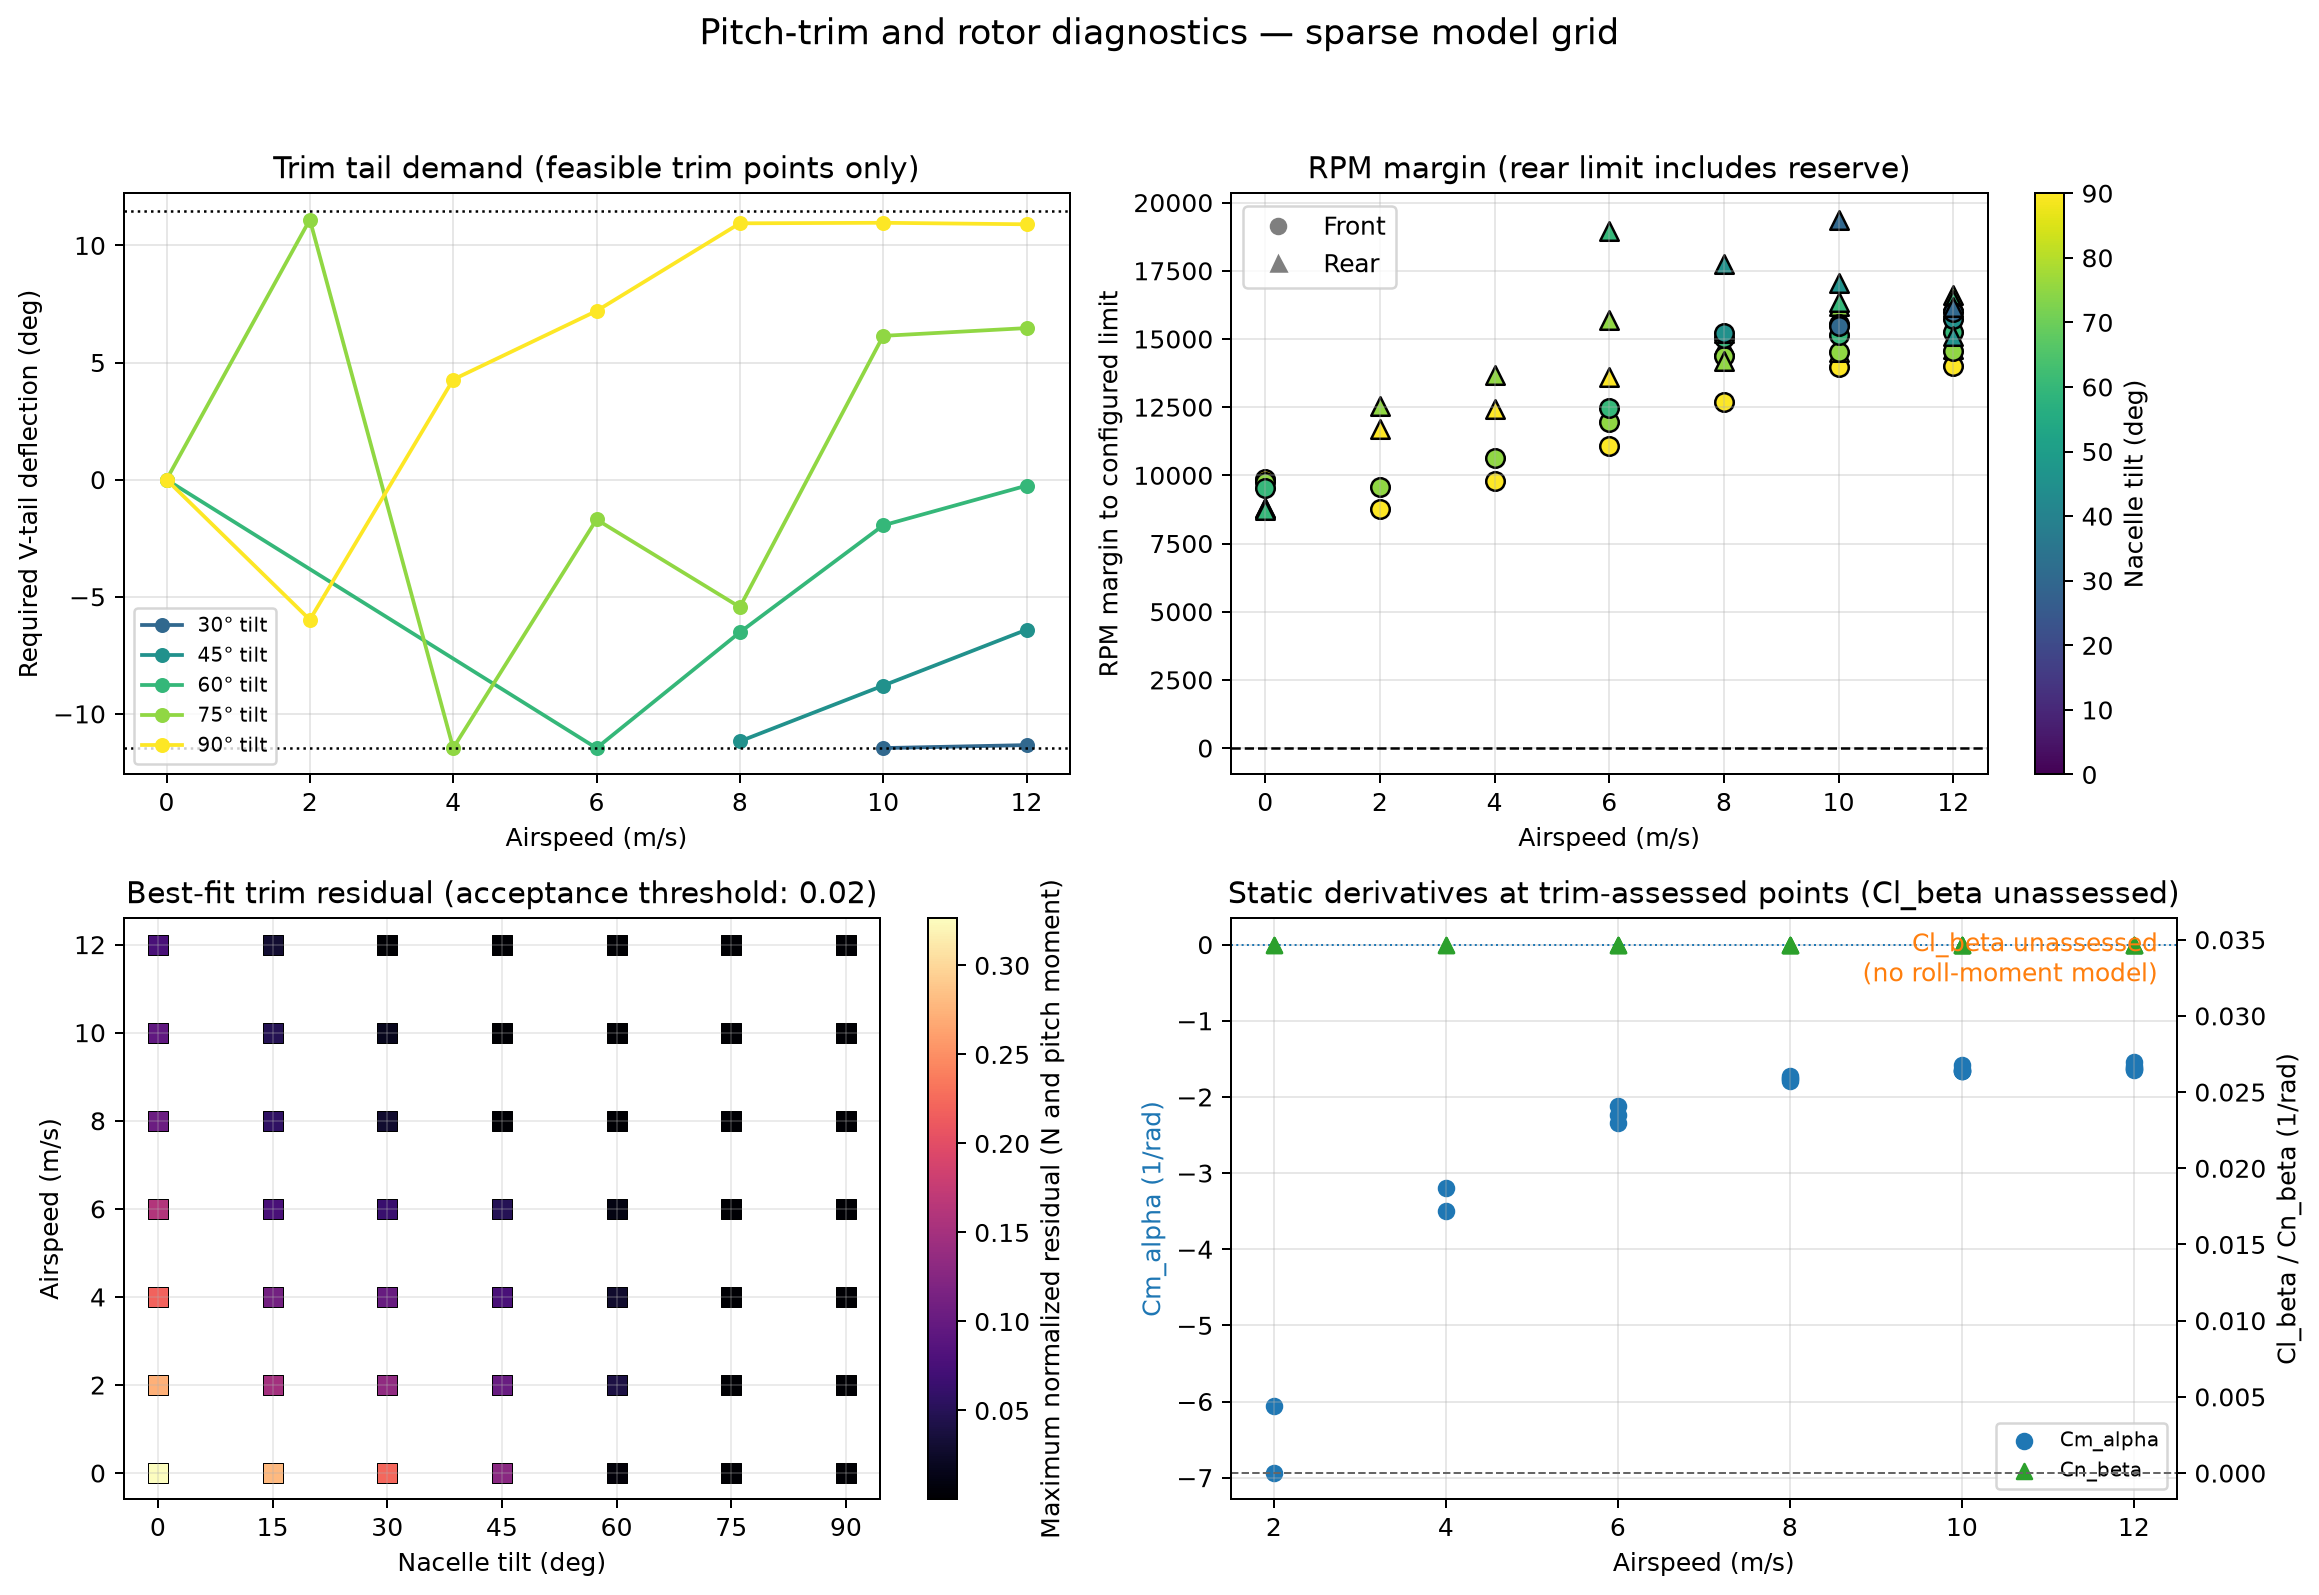 Pitch-trim and rotor diagnostics — sparse model grid
Trim tail demand (feasible trim points only)
Required V-tail deflection (deg)
10
5
0
−5
−10
30° tilt
45° tilt
60° tilt
75° tilt
90° tilt
0 2 4 6 8 10 12
Airspeed (m/s)
RPM margin (rear limit includes reserve)
RPM margin to configured limit
20000
17500
15000
12500
10000
7500
5000
2500
0
Front
Rear
0 2 4 6 8 10 12
Airspeed (m/s)
90
80
70
60
50
40
30
20
10
0
Nacelle tilt (deg)
Best-fit trim residual (acceptance threshold: 0.02)
Airspeed (m/s)
12
10
8
6
4
2
0
0 15 30 45 60 75 90
Nacelle tilt (deg)
0.30
0.25
0.20
0.15
0.10
0.05
Maximum normalized residual (N and pitch moment)
Static derivatives at trim-assessed points (Cl_beta unassessed)
Cm_alpha (1/rad)
0
−1
−2
−3
−4
−5
−6
−7
Cl_beta unassessed
(no roll-moment model)
Cm_alpha
Cn_beta
2 4 6 8 10 12
Airspeed (m/s)
0.035
0.030
0.025
0.020
0.015
0.010
0.005
0.000
Cl_beta / Cn_beta (1/rad)